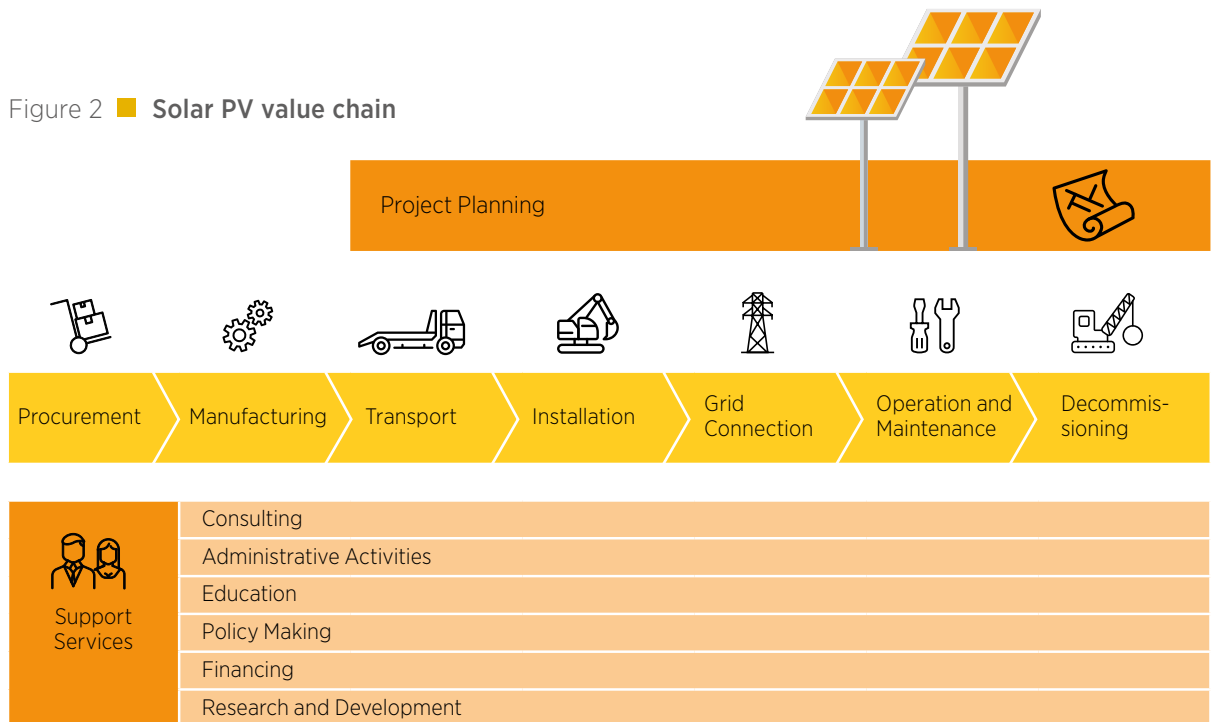 Figure 2 Solar PV value chain
Project Planning
Procurement
Manufacturing
Transport
Installation
Grid
Connection
Operation and
Maintenance
Decommis-
sioning
Support
Services
Consulting
Administrative Activities
Education
Policy Making
Financing
Research and Development